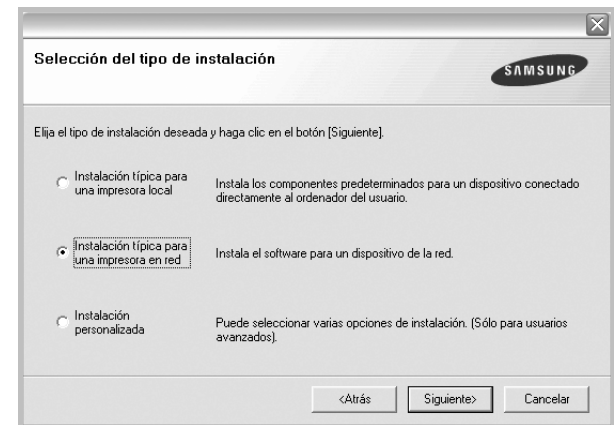 Selección del tipo de instalación
SAMSUNG
Elija el tipo de instalación deseada y haga clic en el botón [Siguiente].
Instalación típica para
una impresora local
Instala los componentes predeterminados para un dispositivo conectado
directamente al ordenador del usuario.
Instalación típica para
una impresora en red
Instala el software para un dispositivo de la red.
Instalación
personalizada
Puede seleccionar varias opciones de instalación. (Sólo para usuarios
avanzados).
<Atrás
Siguiente>
Cancelar